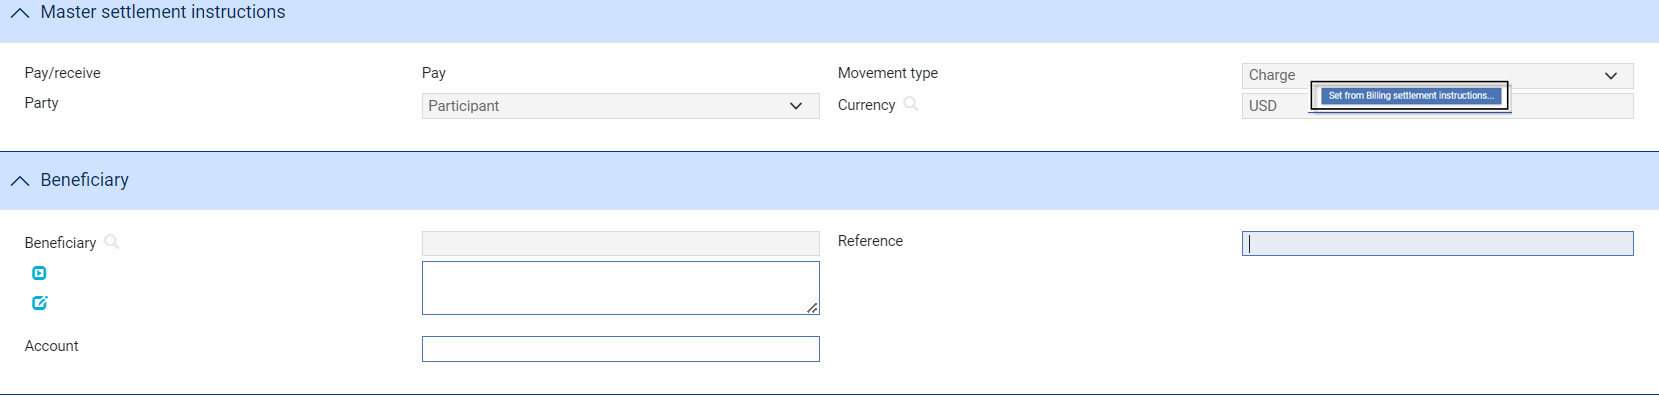 Master settlement instructions
Pay/receive
Pay
Movement type
Charge
Party
Participant
Currency
USD
Set from Billing settlement instructions...
Beneficiary
Beneficiary
Reference
Account